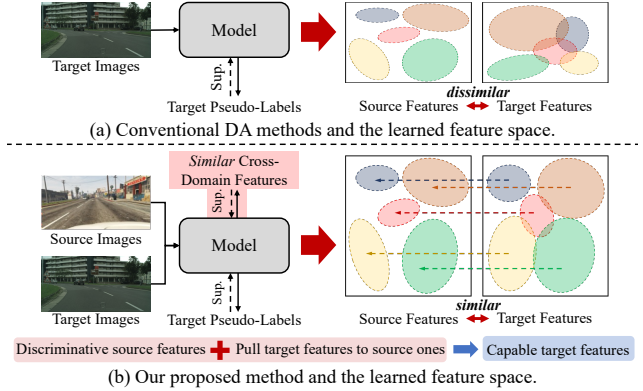 Target Images
Model
Sup.
Target Pseudo-Labels
dissimilar
Source Features
Target Features
(a) Conventional DA methods and the learned feature space.
Similar Cross-
Domain Features
Sup.
Source Images
Model
Sup.
Target Images
Target Pseudo-Labels
similar
Source Features
Target Features
Discriminative source features
Pull target features to source ones
Capable target features
(b) Our proposed method and the learned feature space.